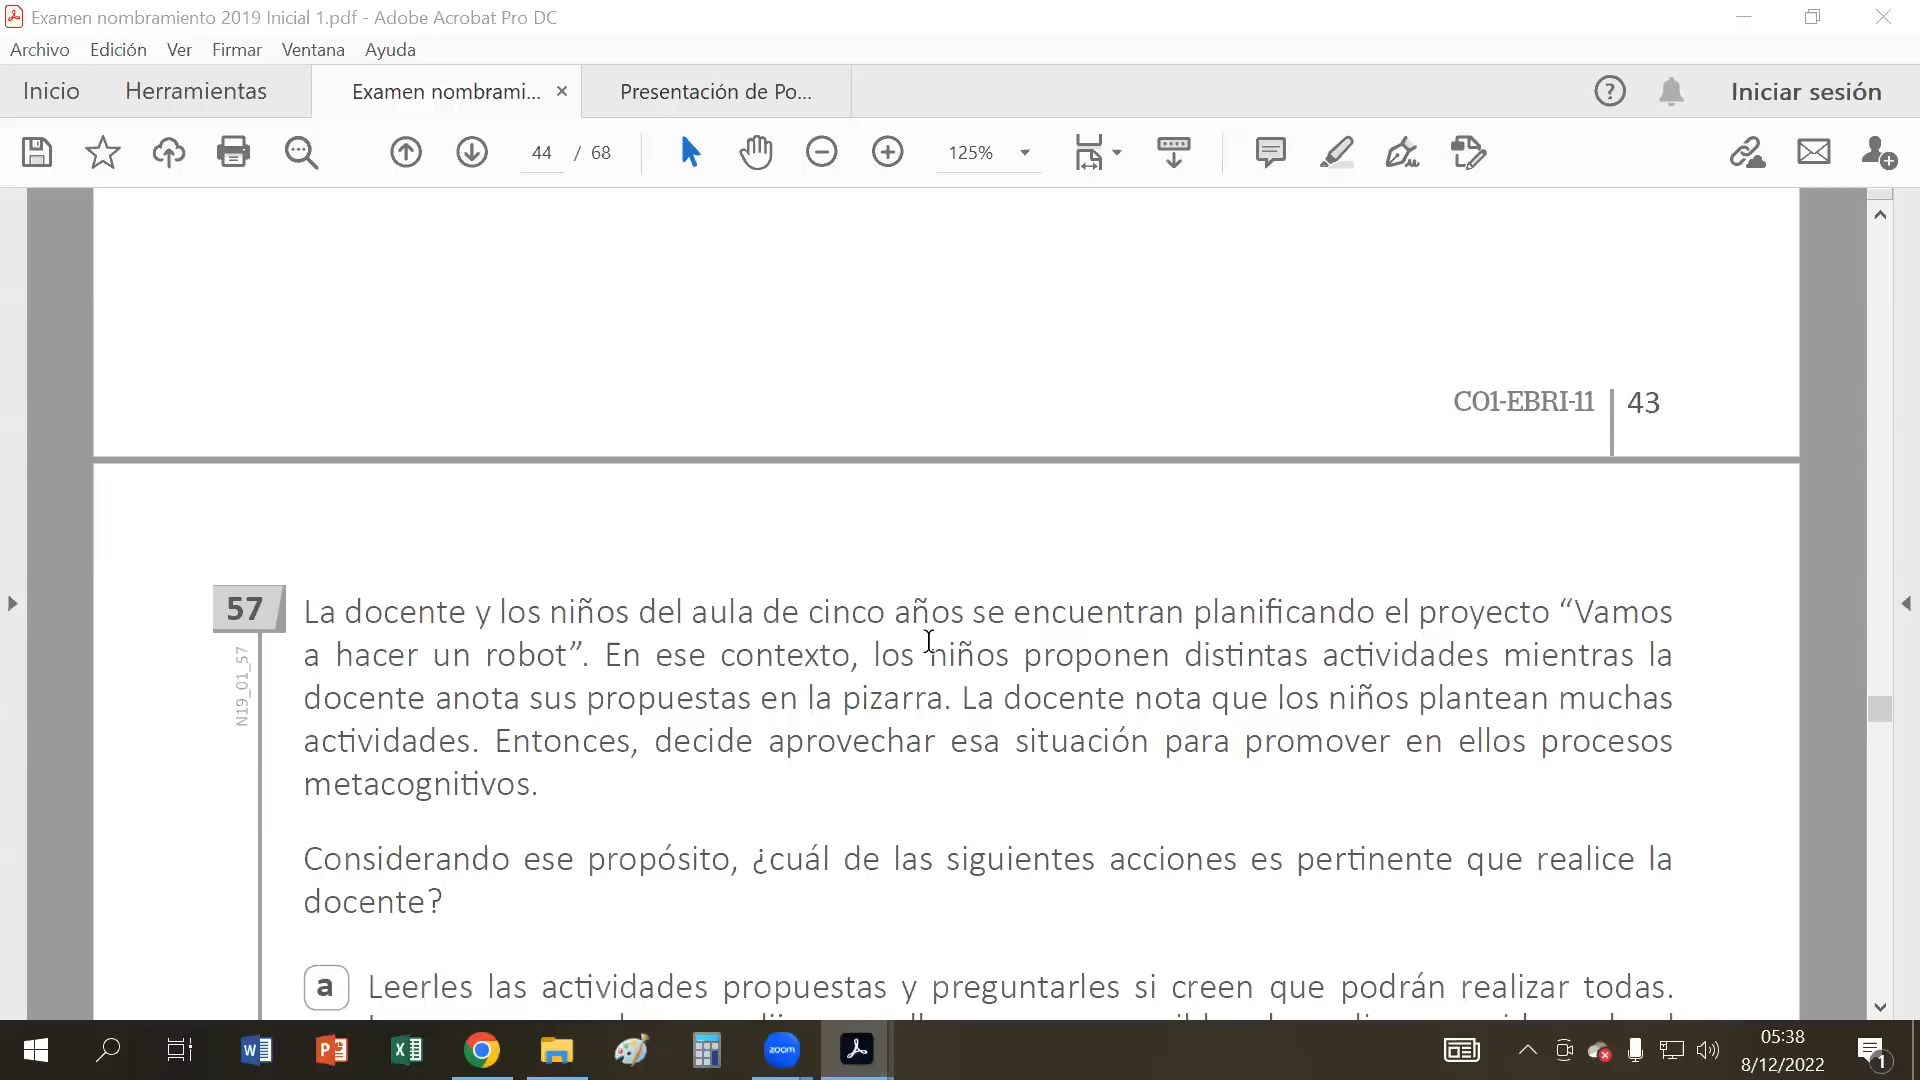 Examen nombramiento 2019 Inicial 1.pdf - Adobe Acrobat Pro DC
Archivo Edición Ver Firmar Ventana Ayuda
Inicio Herramientas Examen nombrami... × Presentación de Po... Iniciar sesión
44 / 68 125%
C01-EBRI-11 43
57 La docente y los niños del aula de cinco años se encuentran planificando el proyecto “Vamos
a hacer un robot”. En ese contexto, los niños proponen distintas actividades mientras la
docente anota sus propuestas en la pizarra. La docente nota que los niños plantean muchas
actividades. Entonces, decide aprovechar esa situación para promover en ellos procesos
metacognitivos.
N19_01_57
Considerando ese propósito, ¿cuál de las siguientes acciones es pertinente que realice la
docente?
a Leerles las actividades propuestas y preguntarles si creen que podrán realizar todas.
zoom
05:38
8/12/2022
1